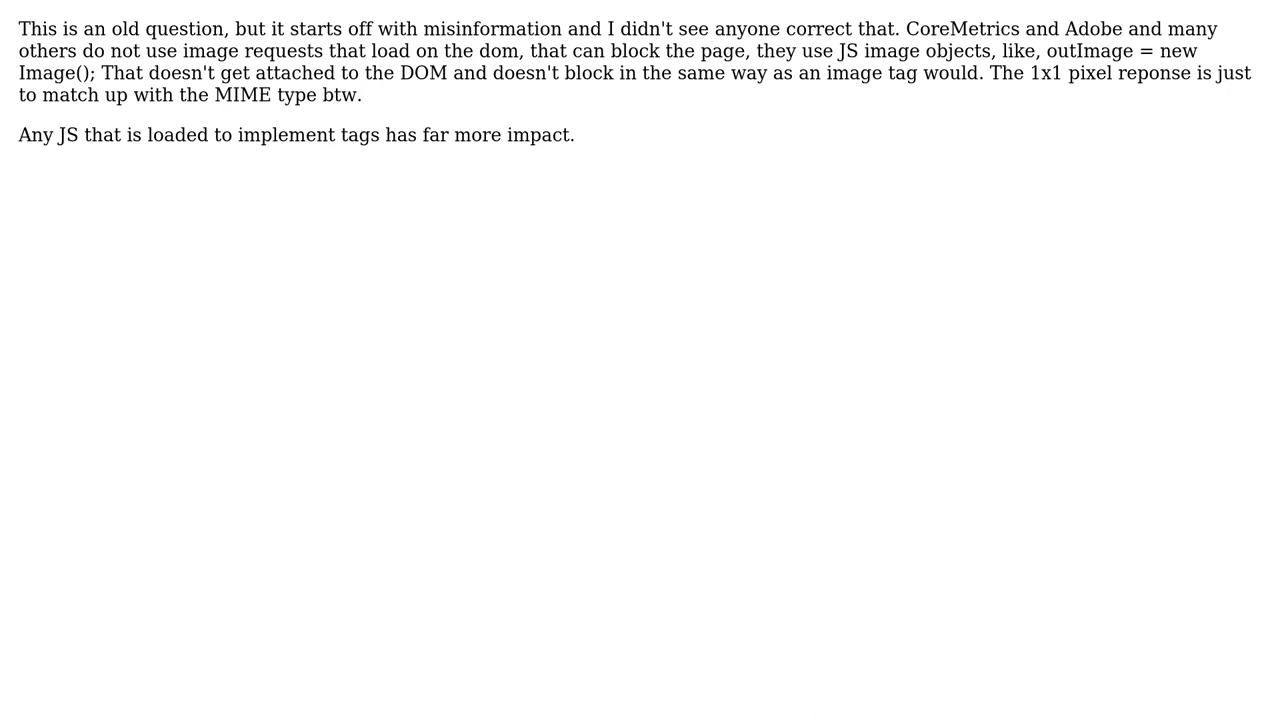 This is an old question, but it starts off with misinformation and I didn't see anyone correct that. CoreMetrics and Adobe and many
others do not use image requests that load on the dom, that can block the page, they use JS image objects, like, outImage = new
Image(); That doesn't get attached to the DOM and doesn't block in the same way as an image tag would. The 1x1 pixel reponse is just
to match up with the MIME type btw.
Any JS that is loaded to implement tags has far more impact.